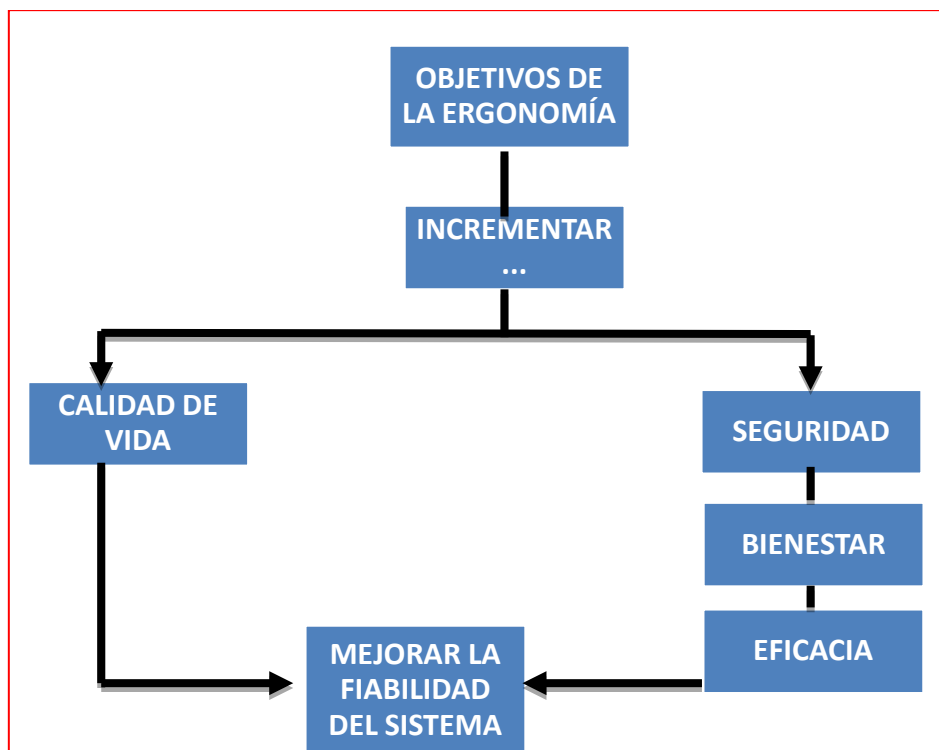 OBJETIVOS DE
LA ERGONOMÍA
INCREMENTAR
...
CALIDAD DE
VIDA
SEGURIDAD
BIENESTAR
EFICACIA
MEJORAR LA
FIABILIDAD
DEL SISTEMA